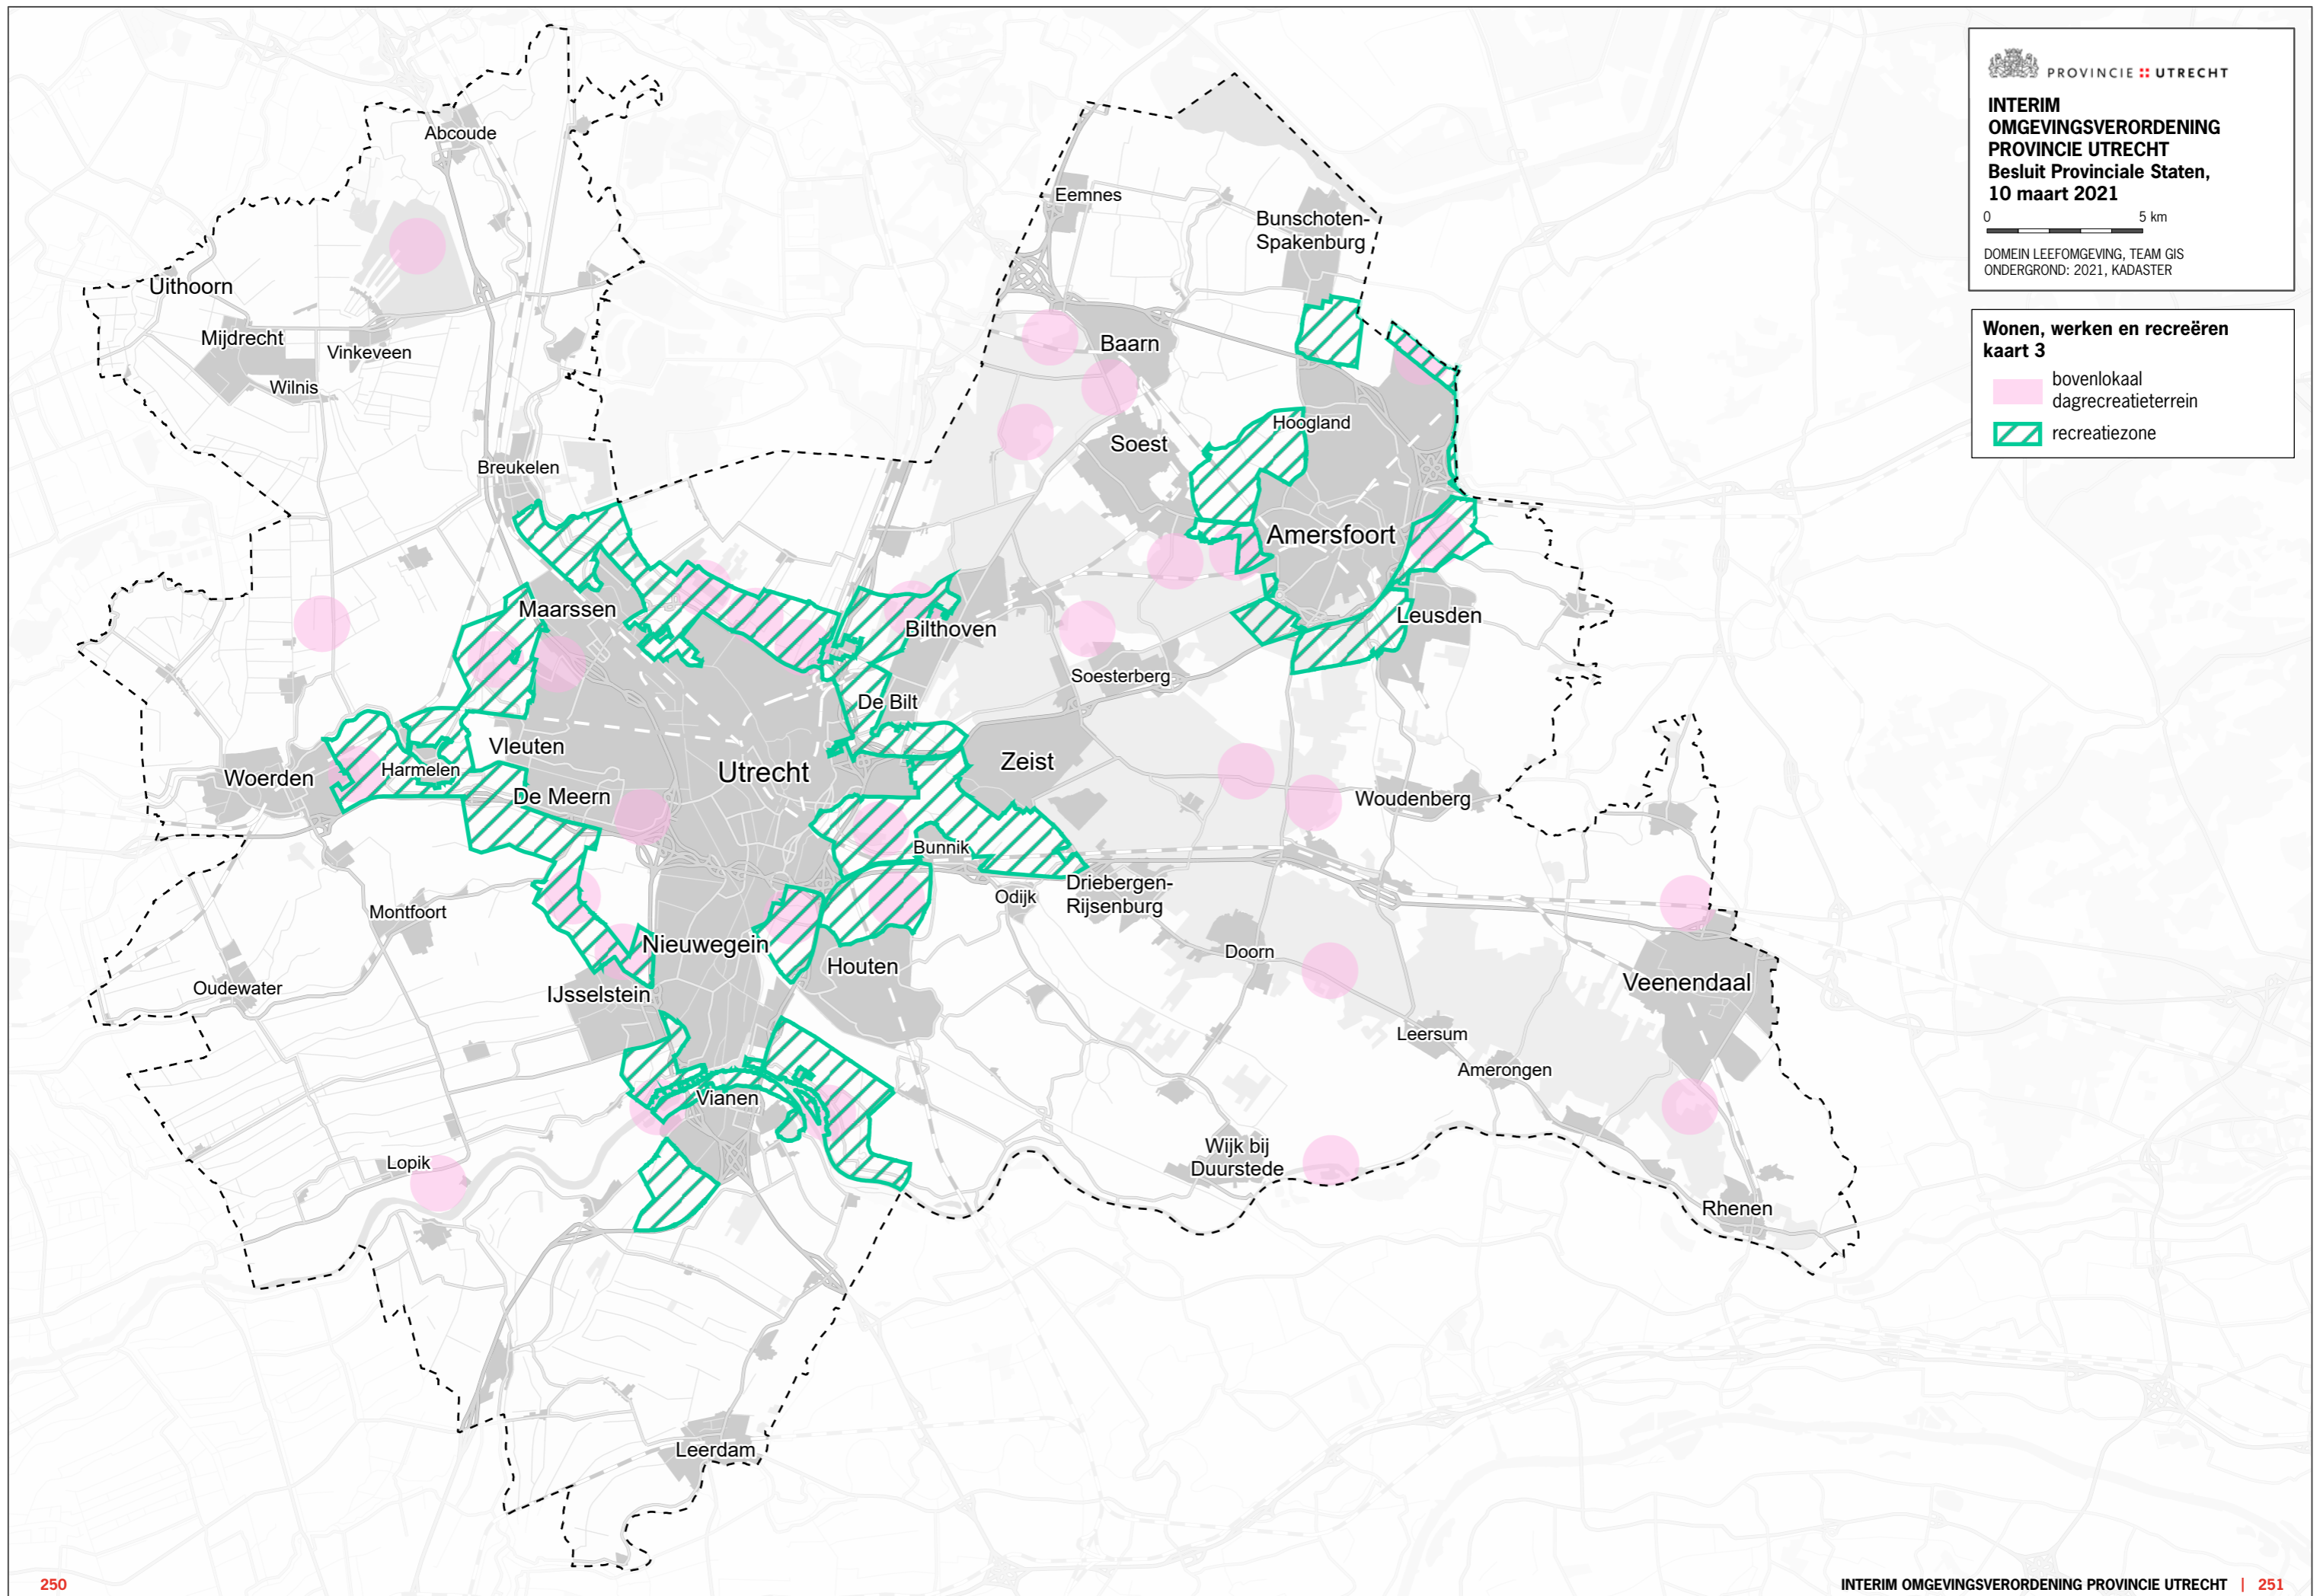 PROVINCIE UTRECHT
INTERIM
OMGEVINGSVERORDENING
PROVINCIE UTRECHT
Besluit Provinciale Staten,
10 maart 2021
0 5 km
DOMEIN LEEFOMGEVING, TEAM GIS
ONDERGROND: 2021, KADASTER
Wonen, werken en recreëren
kaart 3
bovenlokaal
dagrecreatieterrein
recreatiezone
Abcoude
Eemnes
Bunschoten-
Spakenburg
Uithoorn
Mijdrecht
Vinkeveen
Wilnis
Baarn
Hoogland
Soest
Breukelen
Amersfoort
Maarssen
Leusden
Bilthoven
Soesterberg
De Bilt
Vleuten
Zeist
Utrecht
Harmelen
Woerden
De Meern
Woudenberg
Bunnik
Driebergen-
Rijsenburg
Odijk
Montfoort
Nieuwegein
Doorn
Houten
Veenendaal
Oudewater
IJsselstein
Leersum
Amerongen
Vianen
Wijk bij
Duurstede
Lopik
Rhenen
Leerdam
250
INTERIM OMGEVINGSVERORDENING PROVINCIE UTRECHT | 251